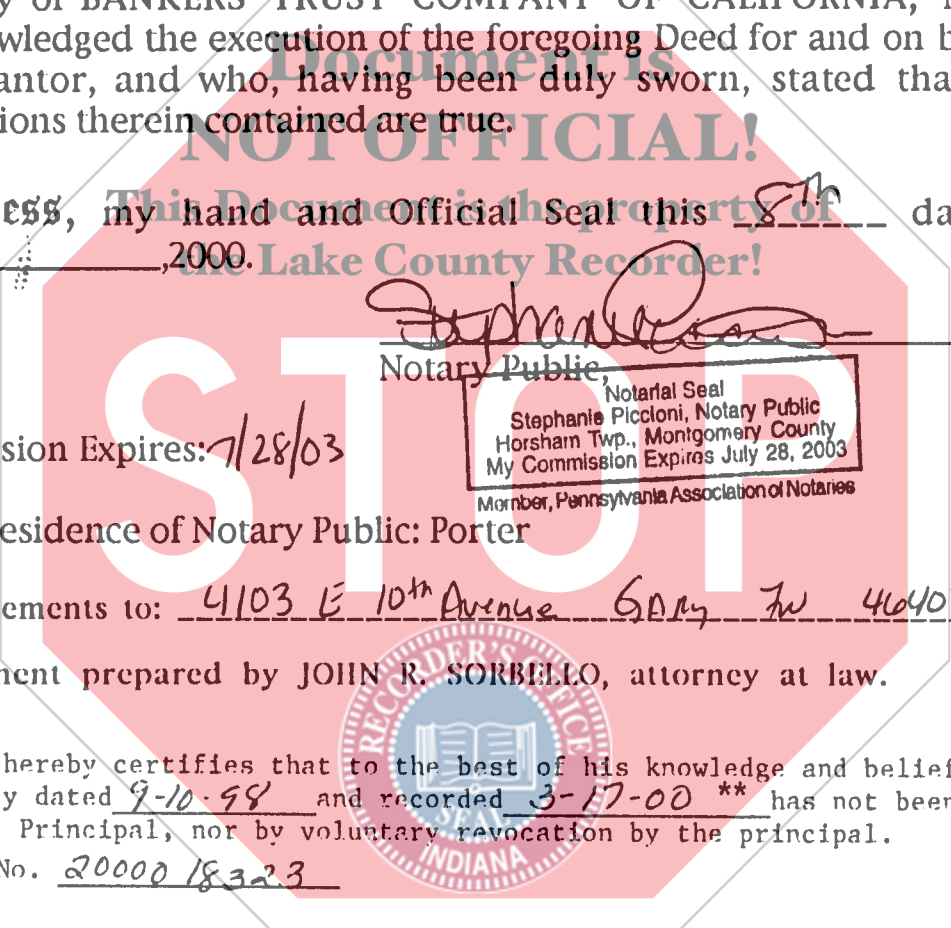 y of BANKERS TRUST COMPANY OF CALIFORNIA,
wledged the execution of the foregoing Deed for and on b
antor, and who, having been duly sworn, stated tha
ions therein contained are true.
Document is
NOT OFFICIAL!
This Document is the property of
the Lake County Recorder!
ess, my hand and Official Seal this 8th da
,2000.
Notary Public,
Notarial Seal
Stephanie Piccioni, Notary Public
Horsham Twp., Montgomery County
My Commission Expires July 28, 2003
Member, Pennsylvania Association of Notaries
STOP
sion Expires: 7/28/03
esidence of Notary Public: Porter
ements to: 4103 E 10th Avenue Gary IN 4640
ment prepared by JOHN R. SORBELLO, attorney at law.
RECORDER'S OFFICE
SEAL
INDIANA
hereby certifies that to the best of his knowledge and belief
y dated 9-10-98 and recorded 3-17-00 ** has not been
Principal, nor by voluntary revocation by the principal.
No. 20000 18323